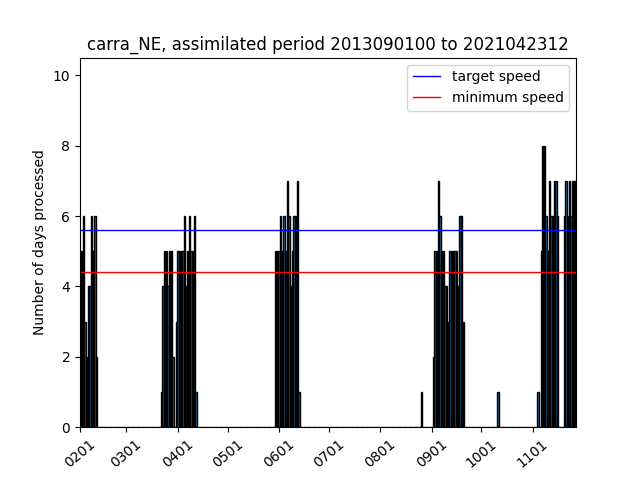 carra_NE, assimilated period 2013090100 to 2021042312
target speed
minimum speed
Number of days processed
10
8
6
4
2
0
0201 0301 0401 0501 0601 0701 0801 0901 1001 1101